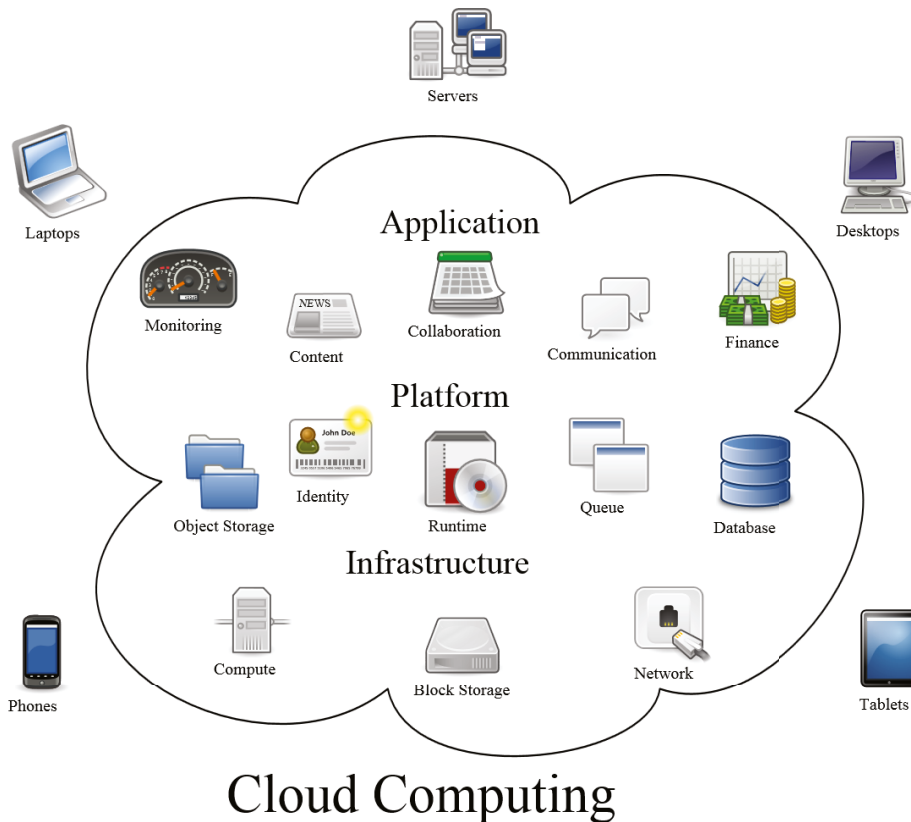 Servers
Laptops
Desktops
Application
Monitoring
NEWS
Content
Collaboration
Communication
Finance
Platform
Object Storage
John Doe
Identity
Runtime
Queue
Database
Infrastructure
Compute
Block Storage
Network
Phones
Tablets
Cloud Computing